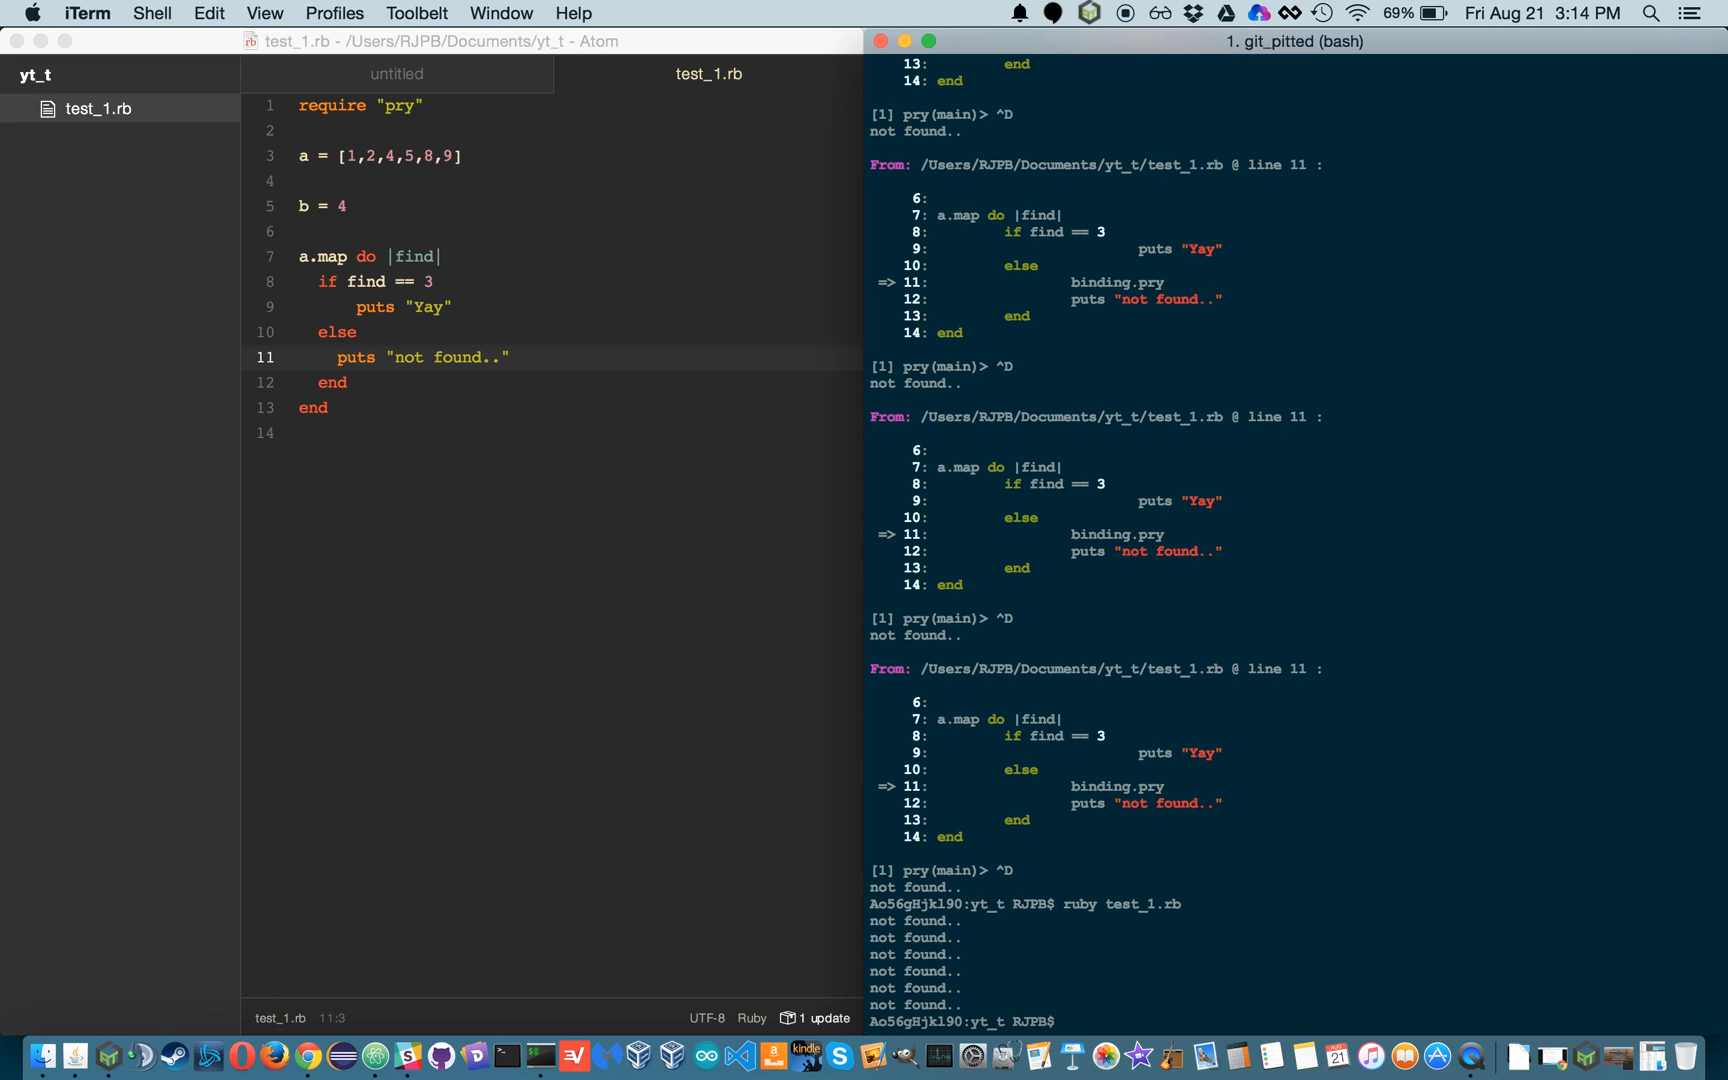 iTerm Shell Edit View Profiles Toolbelt Window Help 69% Fri Aug 21 3:14 PM
test_1.rb - /Users/RJPB/Documents/yt_t - Atom
yt_t
test_1.rb
untitled test_1.rb
1 require "pry"
2
3 a = [1,2,4,5,8,9]
4
5 b = 4
6
7 a.map do |find|
8 if find == 3
9 puts "Yay"
10 else
11 puts "not found.."
12 end
13 end
14
test_1.rb 11:3 UTF-8 Ruby 1 update
1. git_pitted (bash)
13: end
14: end
[1] pry(main)> ^D
not found..
From: /Users/RJPB/Documents/yt_t/test_1.rb @ line 11 :
6:
7: a.map do |find|
8: if find == 3
9: puts "Yay"
10: else
=> 11: binding.pry
12: puts "not found.."
13: end
14: end
[1] pry(main)> ^D
not found..
From: /Users/RJPB/Documents/yt_t/test_1.rb @ line 11 :
6:
7: a.map do |find|
8: if find == 3
9: puts "Yay"
10: else
=> 11: binding.pry
12: puts "not found.."
13: end
14: end
[1] pry(main)> ^D
not found..
From: /Users/RJPB/Documents/yt_t/test_1.rb @ line 11 :
6:
7: a.map do |find|
8: if find == 3
9: puts "Yay"
10: else
=> 11: binding.pry
12: puts "not found.."
13: end
14: end
[1] pry(main)> ^D
not found..
Ao56gHjkl90:yt_t RJPB$ ruby test_1.rb
not found..
not found..
not found..
not found..
not found..
not found..
Ao56gHjkl90:yt_t RJPB$
kindle
21